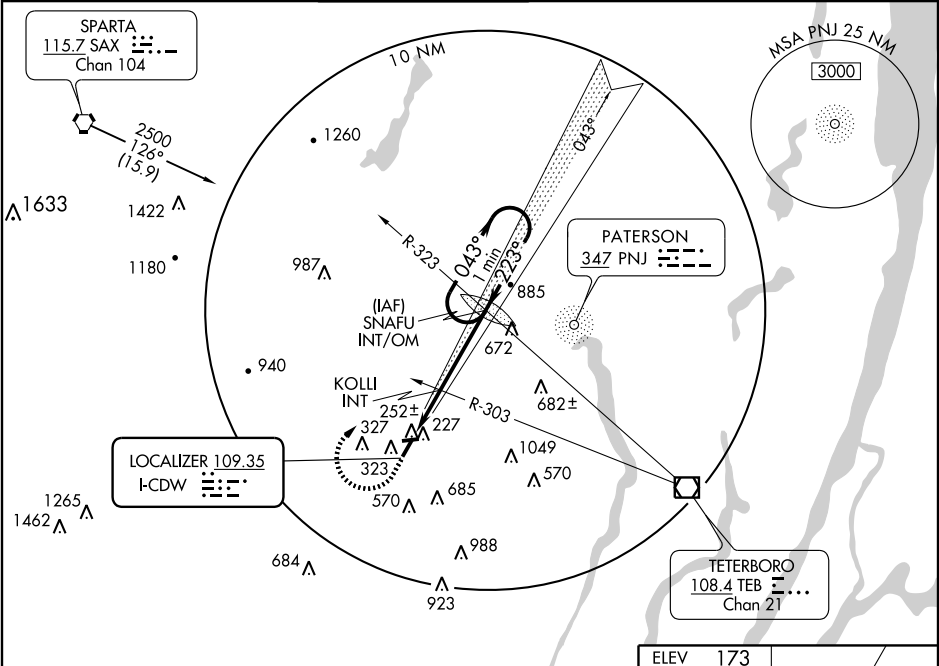 SPARTA
115.7 SAX
Chan 104
2500
126°
(15.9)
10 NM
MSA PNJ 25 NM
3000
1260
1633
1422
1180
987
R-323
043°
1 min
223°
043°
885
PATERSON
347 PNJ
(IAF)
SNAFU
INT/OM
672
940
KOLLI
INT
252±
R-303
682±
327
227
323
1049
LOCALIZER 109.35
I-CDW
570
685
570
1265
1462
988
684
923
TETERBORO
108.4 TEB
Chan 21
ELEV 173